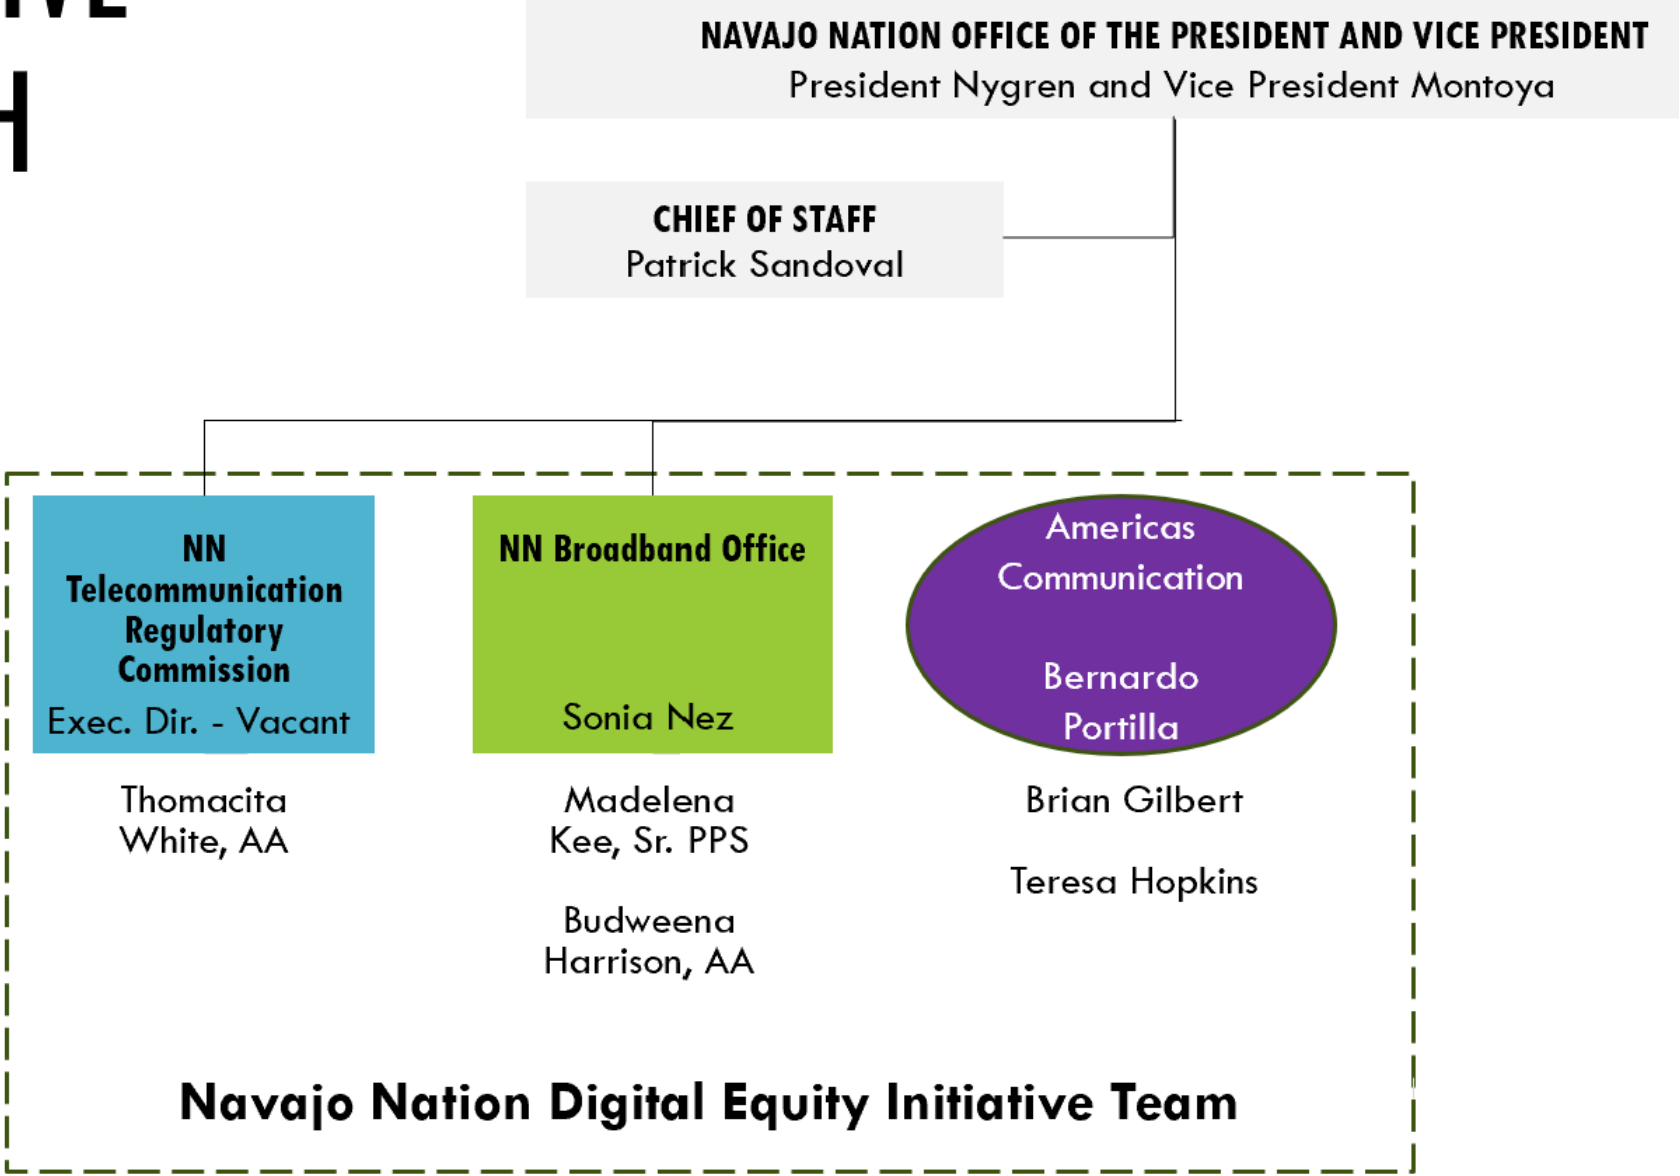 NAVAJO NATION OFFICE OF THE PRESIDENT AND VICE PRESIDENT
President Nygren and Vice President Montoya
CHIEF OF STAFF
Patrick Sandoval
NN
Telecommunication
Regulatory
Commission
Exec. Dir. - Vacant
Thomacita
White, AA
NN Broadband Office
Sonia Nez
Madelena
Kee, Sr. PPS
Budweena
Harrison, AA
Americas
Communication
Bernardo
Portilla
Brian Gilbert
Teresa Hopkins
Navajo Nation Digital Equity Initiative Team